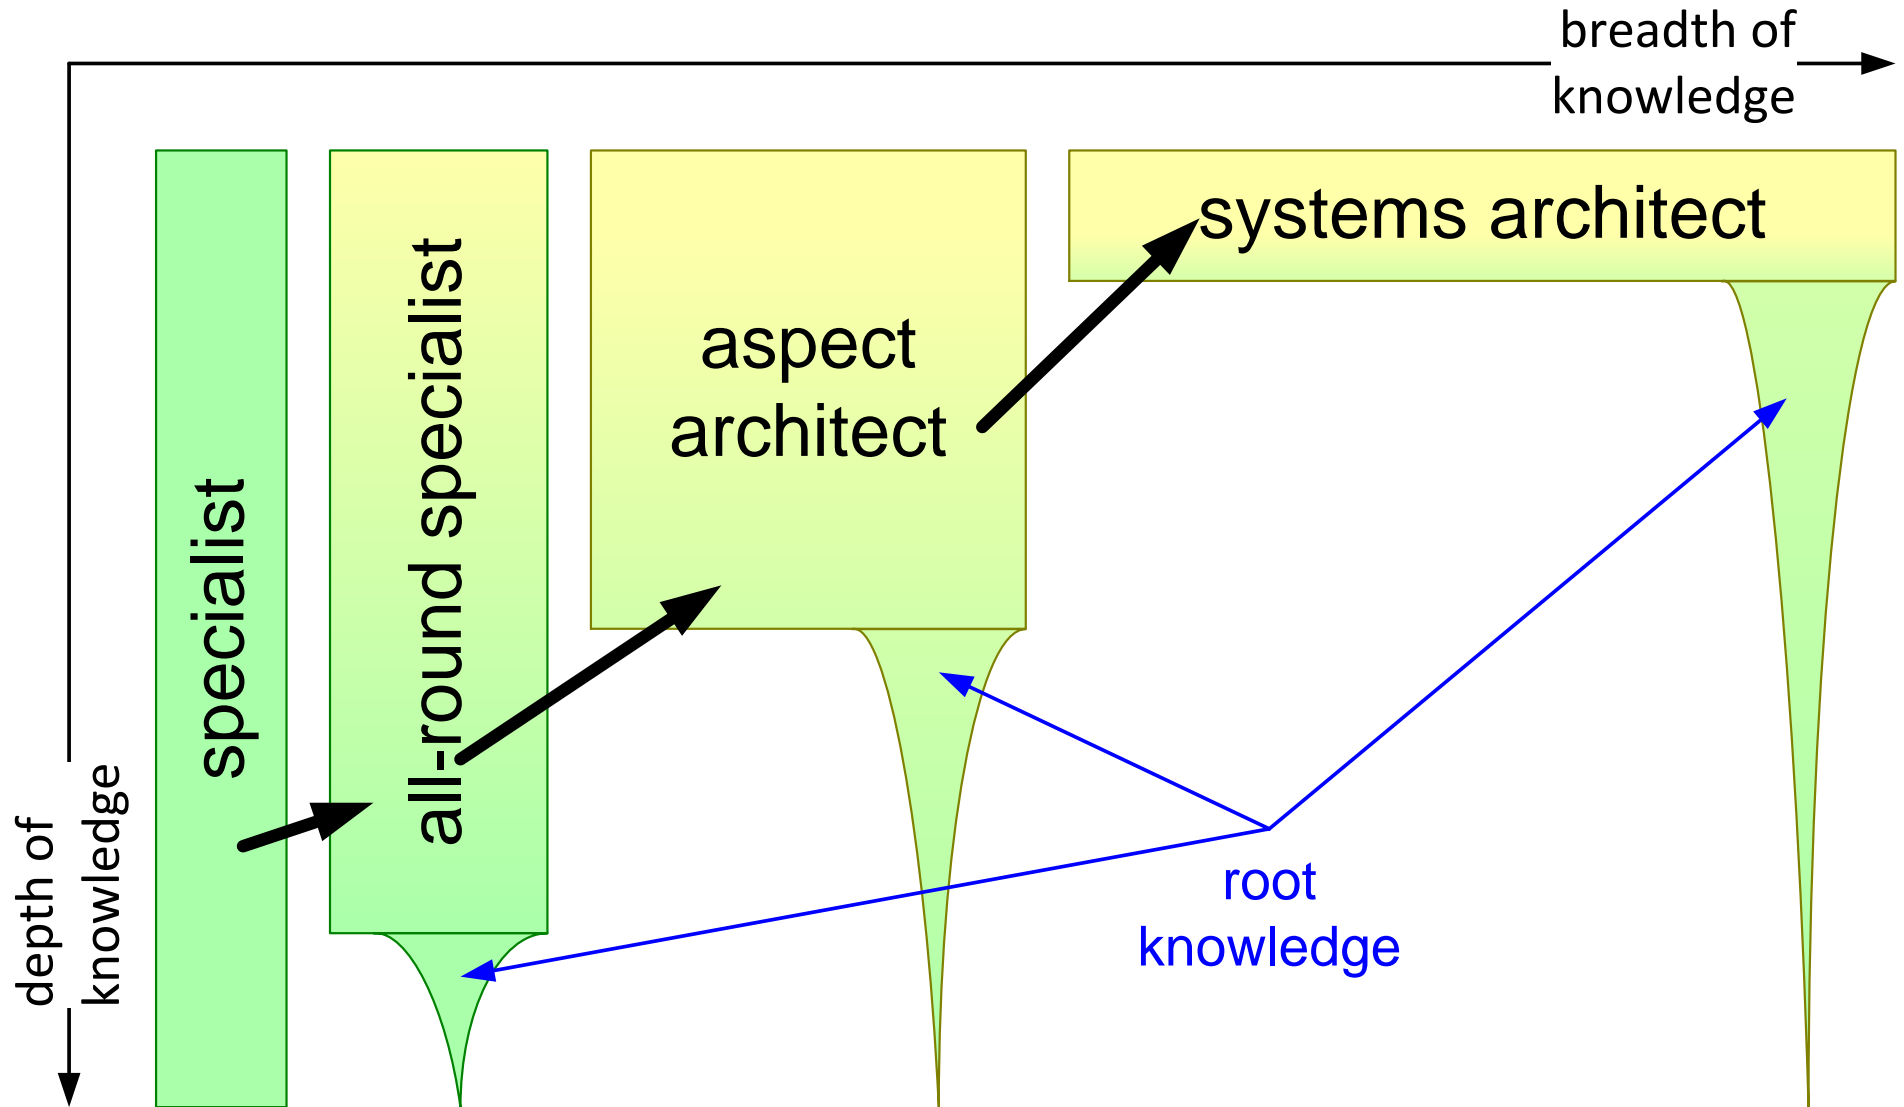 breadth of
knowledge
systems architect
aspect
architect
all-round specialist
specialist
depth of
knowledge
root
knowledge